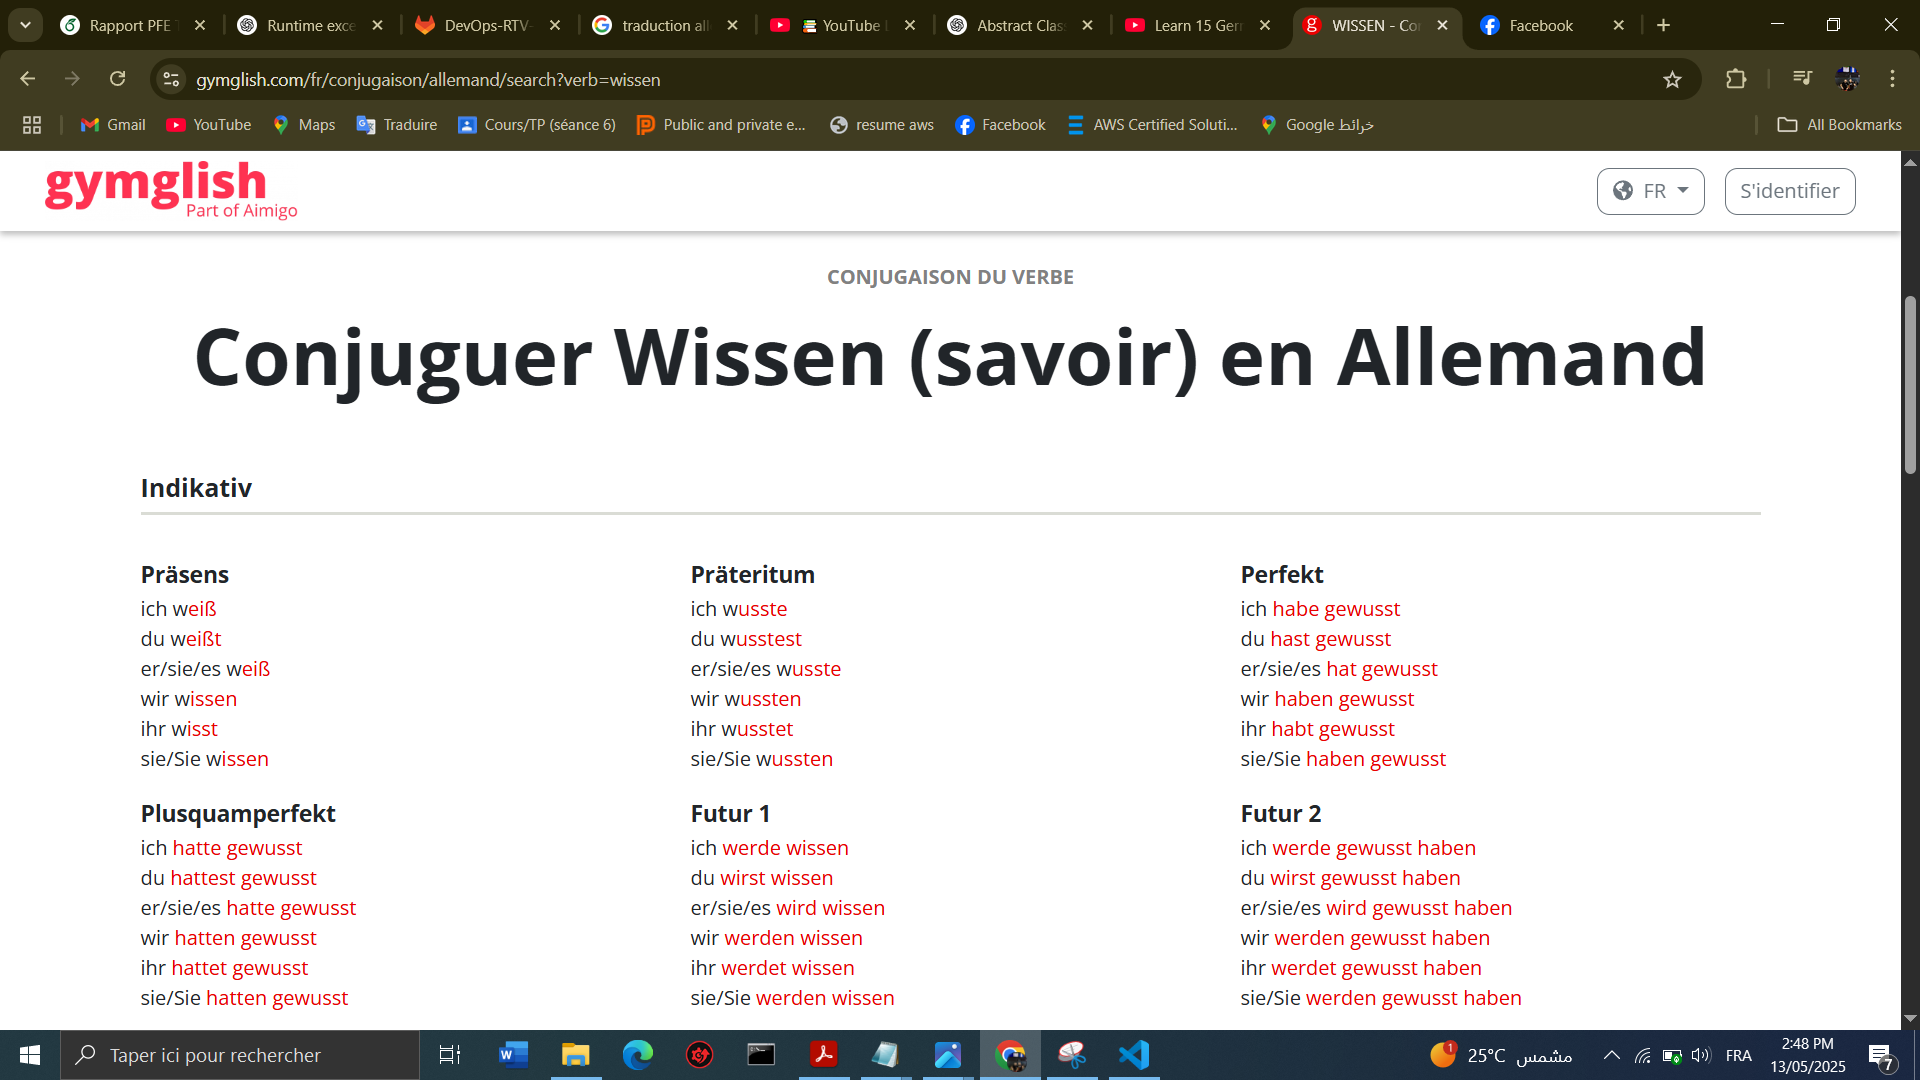 Rapport PFE
Runtime exce
DevOps-RTV-
traduction all
YouTube
Abstract Clas
Learn 15 Ger
WISSEN - Co
Facebook
gymglish.com/fr/conjugaison/allemand/search?verb=wissen
Gmail
YouTube
Maps
Traduire
Cours/TP (séance 6)
Public and private e...
resume aws
Facebook
AWS Certified Soluti...
خرائط Google
All Bookmarks
gymglish
Part of Aimigo
FR
S'identifier
CONJUGAISON DU VERBE
Conjuguer Wissen (savoir) en Allemand
Indikativ
Präsens
ich weiß
du weißt
er/sie/es weiß
wir wissen
ihr wisst
sie/Sie wissen
Präteritum
ich wusste
du wusstest
er/sie/es wusste
wir wussten
ihr wusstet
sie/Sie wussten
Perfekt
ich habe gewusst
du hast gewusst
er/sie/es hat gewusst
wir haben gewusst
ihr habt gewusst
sie/Sie haben gewusst
Plusquamperfekt
ich hatte gewusst
du hattest gewusst
er/sie/es hatte gewusst
wir hatten gewusst
ihr hattet gewusst
sie/Sie hatten gewusst
Futur 1
ich werde wissen
du wirst wissen
er/sie/es wird wissen
wir werden wissen
ihr werdet wissen
sie/Sie werden wissen
Futur 2
ich werde gewusst haben
du wirst gewusst haben
er/sie/es wird gewusst haben
wir werden gewusst haben
ihr werdet gewusst haben
sie/Sie werden gewusst haben
Taper ici pour rechercher
1
25°C مشمس
FRA
2:48 PM
13/05/2025
7